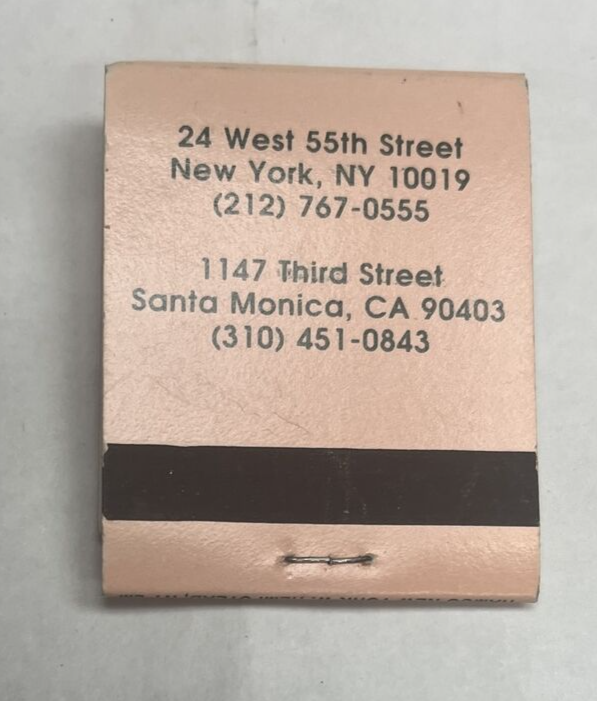 24 West 55th Street
New York, NY 10019
(212) 767-0555
1147 Third Street
Santa Monica, CA 90403
(310) 451-0843